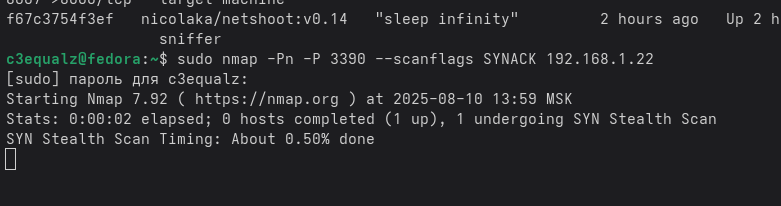 f67c3754f3ef   nicolaka/netshoot:v0.14   "sleep infinity"         2 hours ago   Up 2 h
sniffer
c3equalz@fedora:~$ sudo nmap -Pn -P 3390 --scanflags SYNACK 192.168.1.22
[sudo] пароль для c3equalz:
Starting Nmap 7.92 ( https://nmap.org ) at 2025-08-10 13:59 MSK
Stats: 0:00:02 elapsed; 0 hosts completed (1 up), 1 undergoing SYN Stealth Scan
SYN Stealth Scan Timing: About 0.50% done